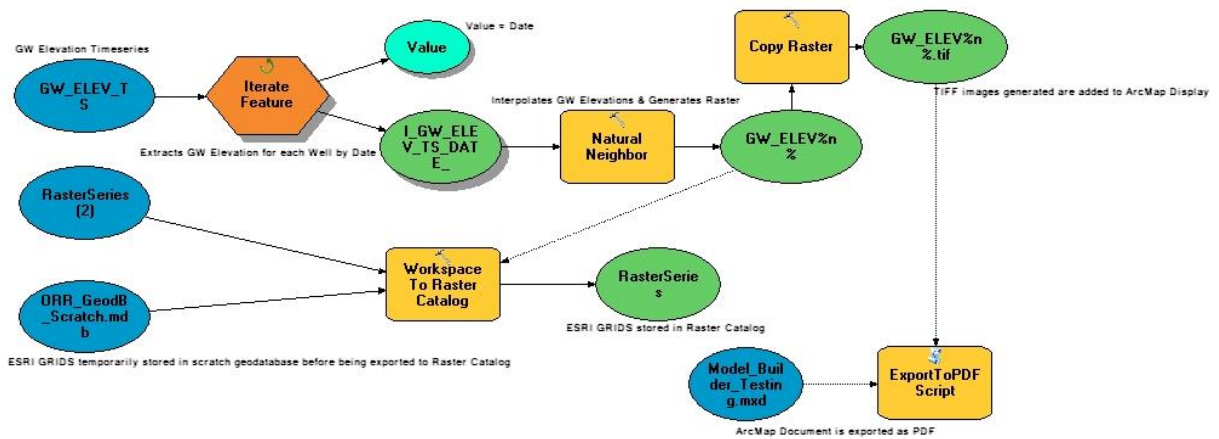 GW Elevation Timeseries
GW_ELEV_T
S
Iterate
Feature
Value
Value = Date
Extracts GW Elevation for each Well by Date
I_GW_ELE
V_TS_DAT
E_
Interpolates GW Elevations & Generates Raster
Natural
Neighbor
GW_ELEV%n
%
Copy Raster
GW_ELEV%n
%.tif
TIFF images generated are added to ArcMap Display
RasterSeries
(2)
ORR_GeodB
_Scratch.md
b
ESRI GRIDS temporarily stored in scratch geodatabase before being exported to Raster Catalog
Workspace
To Raster
Catalog
RasterSerie
s
ESRI GRIDS stored in Raster Catalog
Model_Buil
der_Testin
g.mxd
ExportToPDF
Script
ArcMap Document is exported as PDF